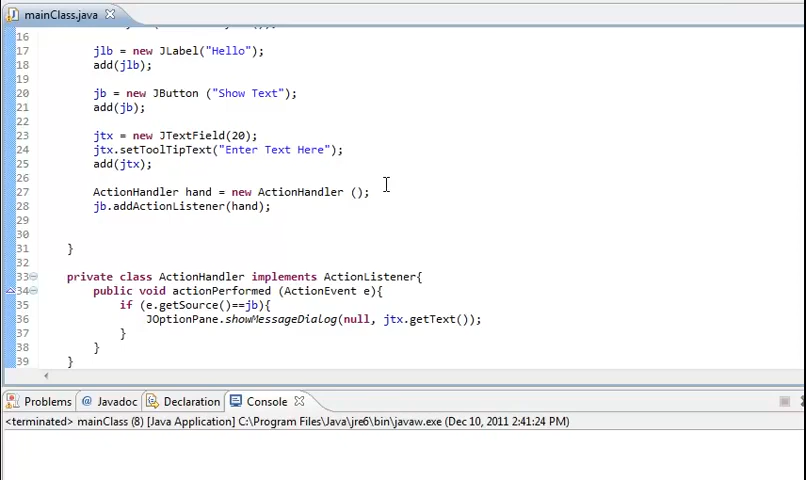 mainClass.java
16
17 jlb = new JLabel("Hello");
18 add(jlb);
19
20 jb = new JButton ("Show Text");
21 add(jb);
22
23 jtx = new JTextField(20);
24 jtx.setToolTipText("Enter Text Here");
25 add(jtx);
26
27 ActionHandler hand = new ActionHandler ();
28 jb.addActionListener(hand);
29
30
31 }
32
33 private class ActionHandler implements ActionListener{
34 public void actionPerformed (ActionEvent e){
35 if (e.getSource()==jb){
36 JOptionPane.showMessageDialog(null, jtx.getText());
37 }
38 }
39 }
Problems @ Javadoc Declaration Console
<terminated> mainClass (8) [Java Application] C:\Program Files\Java\jre6\bin\javaw.exe (Dec 10, 2011 2:41:24 PM)